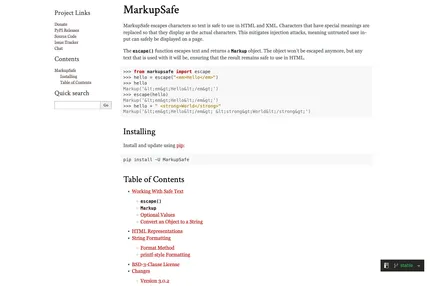 Project Links
Donate
PyPI Releases
Source Code
Issue Tracker
Chat
Contents
MarkupSafe
Installing
Table of Contents
Quick search
Go
MarkupSafe
MarkupSafe escapes characters so text is safe to use in HTML and XML. Characters that have special meanings are
replaced so that they display as the actual characters. This mitigates injection attacks, meaning untrusted user in-
put can safely be displayed on a page.
The escape() function escapes text and returns a Markup object. The object won't be escaped anymore, but any
text that is used with it will be, ensuring that the result remains safe to use in HTML.
>>> from markupsafe import escape
>>> hello = escape("<em>Hello</em>")
>>> hello
Markup('&lt;em&gt;Hello&lt;/em&gt;')
>>> escape(hello)
Markup('&lt;em&gt;Hello&lt;/em&gt;')
>>> hello + " <strong>World</strong>"
Markup('&lt;em&gt;Hello&lt;/em&gt; &lt;strong&gt;World&lt;/strong&gt;')
Installing
Install and update using pip:
pip install -U MarkupSafe
Table of Contents
Working With Safe Text
escape()
Markup
Optional Values
Convert an Object to a String
HTML Representations
String Formatting
Format Method
printf-style Formatting
BSD-3-Clause License
Changes
Version 3.0.2